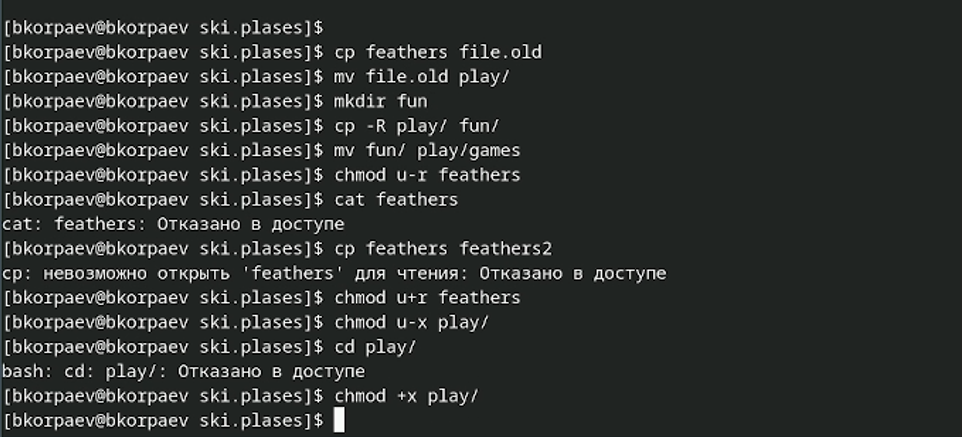 [bkorpaev@bkorpaev ski.plases]$
[bkorpaev@bkorpaev ski.plases]$ cp feathers file.old
[bkorpaev@bkorpaev ski.plases]$ mv file.old play/
[bkorpaev@bkorpaev ski.plases]$ mkdir fun
[bkorpaev@bkorpaev ski.plases]$ cp -R play/ fun/
[bkorpaev@bkorpaev ski.plases]$ mv fun/ play/games
[bkorpaev@bkorpaev ski.plases]$ chmod u-r feathers
[bkorpaev@bkorpaev ski.plases]$ cat feathers
cat: feathers: Отказано в доступе
[bkorpaev@bkorpaev ski.plases]$ cp feathers feathers2
cp: невозможно открыть 'feathers' для чтения: Отказано в доступе
[bkorpaev@bkorpaev ski.plases]$ chmod u+r feathers
[bkorpaev@bkorpaev ski.plases]$ chmod u-x play/
[bkorpaev@bkorpaev ski.plases]$ cd play/
bash: cd: play/: Отказано в доступе
[bkorpaev@bkorpaev ski.plases]$ chmod +x play/
[bkorpaev@bkorpaev ski.plases]$